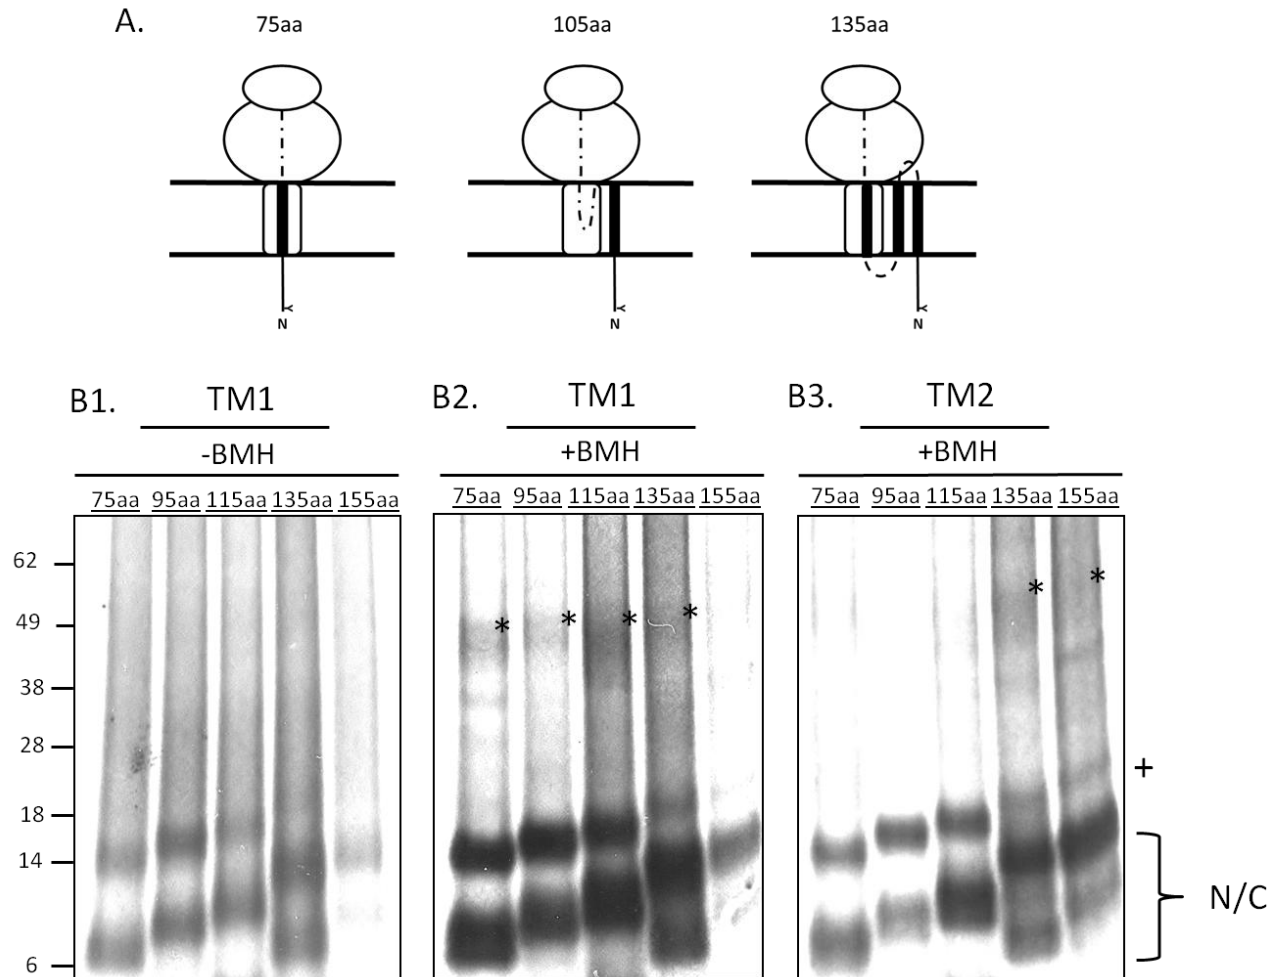 A. 75aa 105aa 135aa
Y Y Y
N N N
B1. TM1 B2. TM1 B3. TM2
-BMH +BMH +BMH
75aa 95aa 115aa 135aa 155aa 75aa 95aa 115aa 135aa 155aa 75aa 95aa 115aa 135aa 155aa
62
* *
49 * * * *
38
28
+
18
14
N/C
6